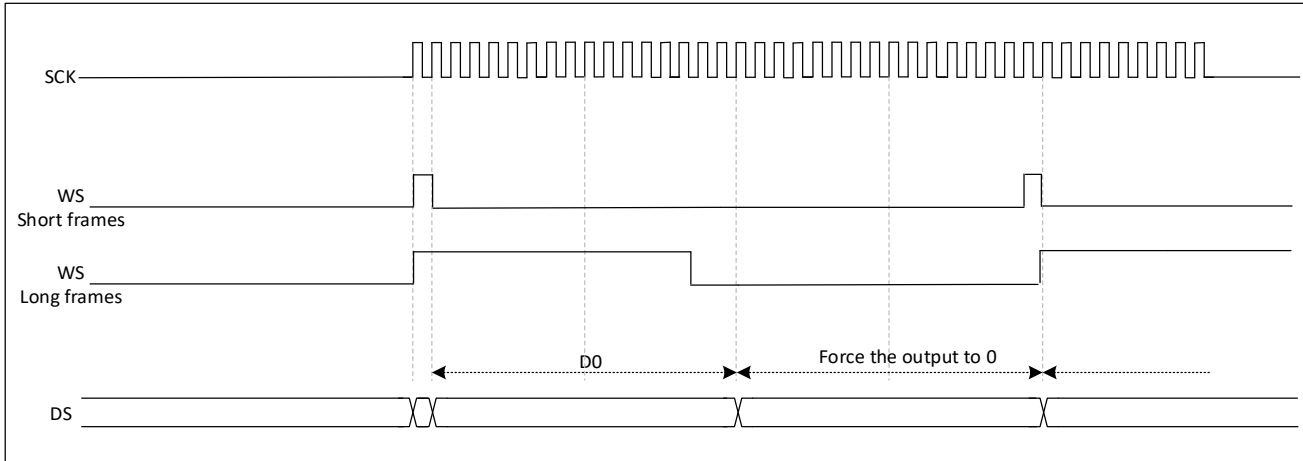 SCK
WS
Short frames
WS
Long frames
D0
Force the output to 0
DS